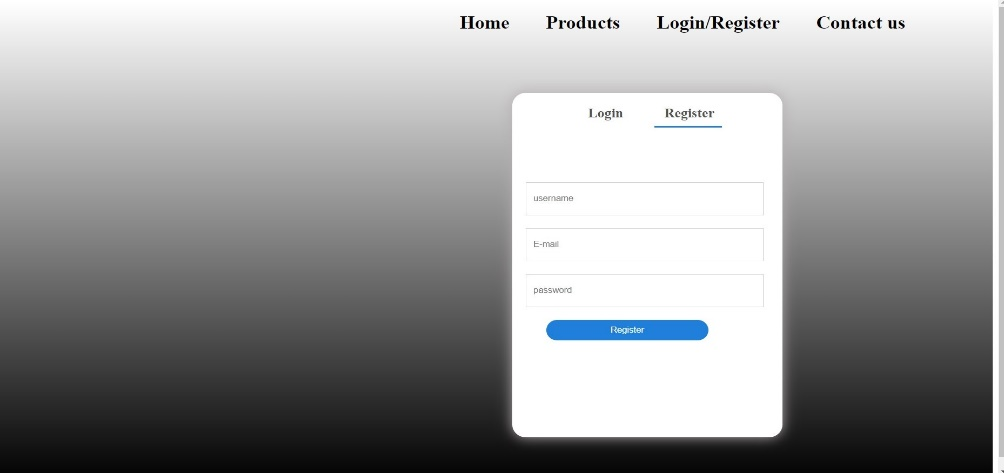 Home Products Login/Register Contact us
Login Register
username
E-mail
password
Register